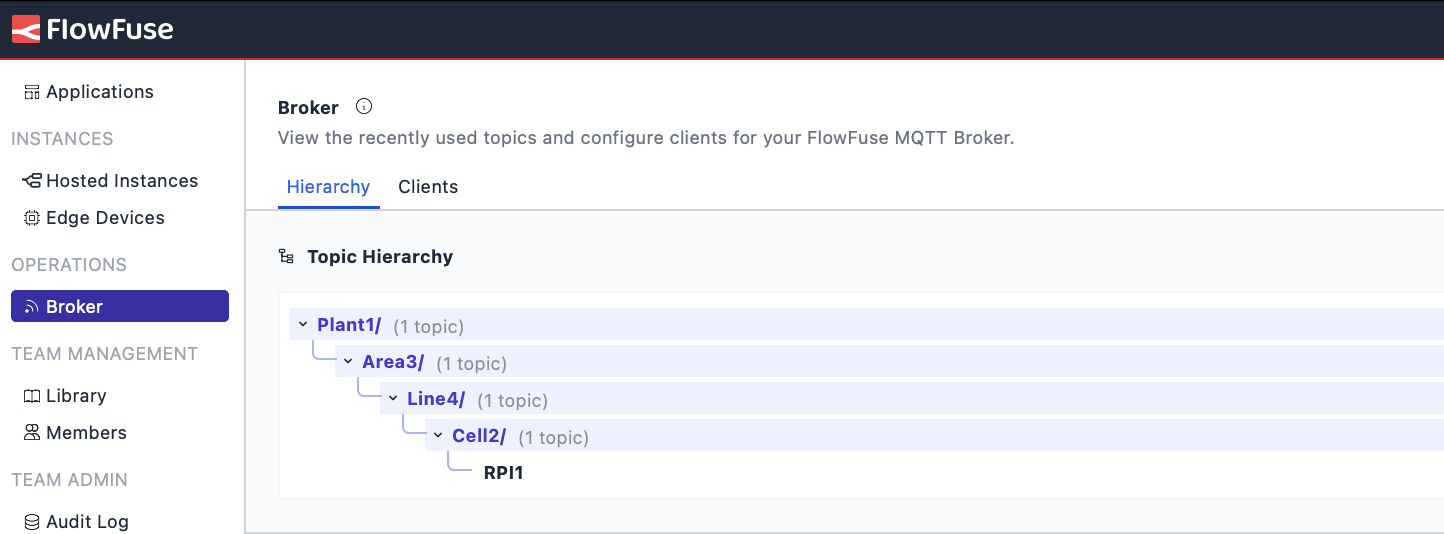 FlowFuse
Applications
INSTANCES
Hosted Instances
Edge Devices
OPERATIONS
Broker
TEAM MANAGEMENT
Library
Members
TEAM ADMIN
Audit Log
Broker
View the recently used topics and configure clients for your FlowFuse MQTT Broker.
Hierarchy Clients
Topic Hierarchy
Plant1/ (1 topic)
Area3/ (1 topic)
Line4/ (1 topic)
Cell2/ (1 topic)
RPI1